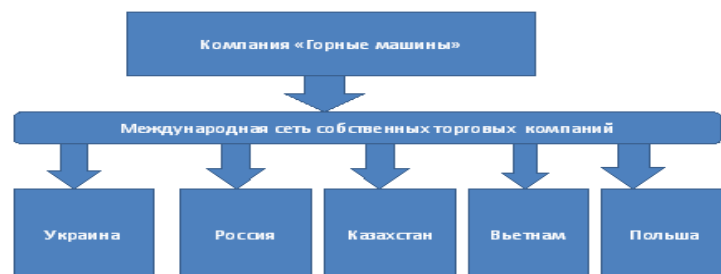 Компания «Горные машины»
Международная сеть собственных торговых компаний
Украина
Россия
Казахстан
Вьетнам
Польша